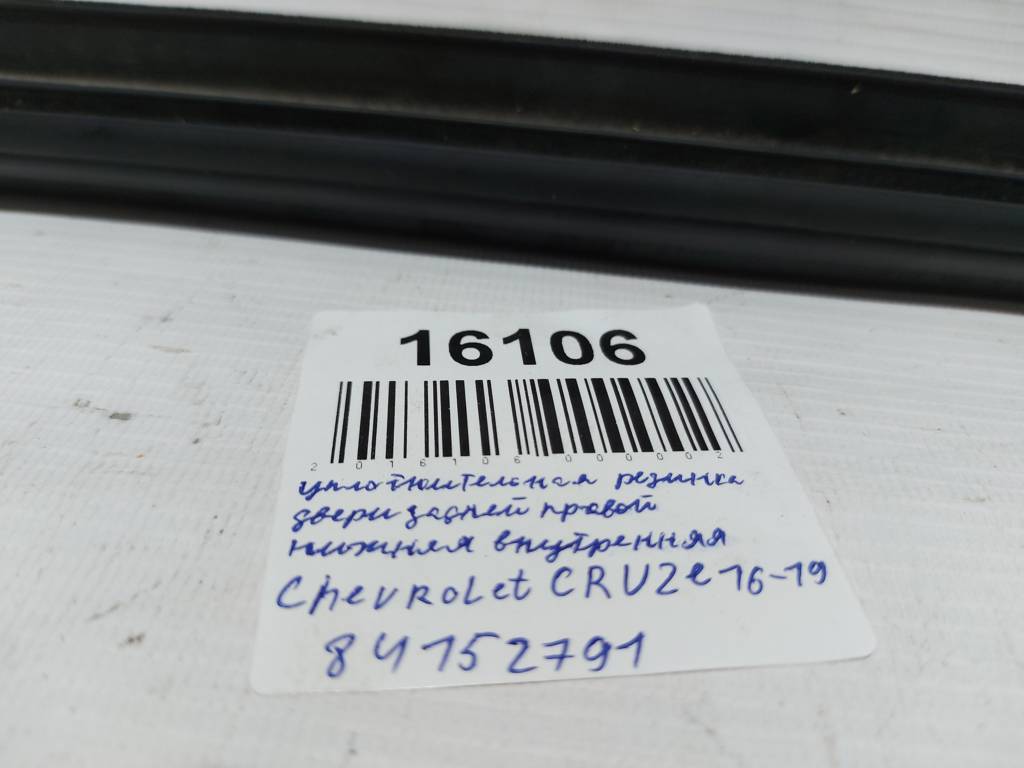 16106
2016106000002
уплотнительная резинка
двери задней правой
нижняя внутренняя
Chevrolet CRUZe 16-19
84152791